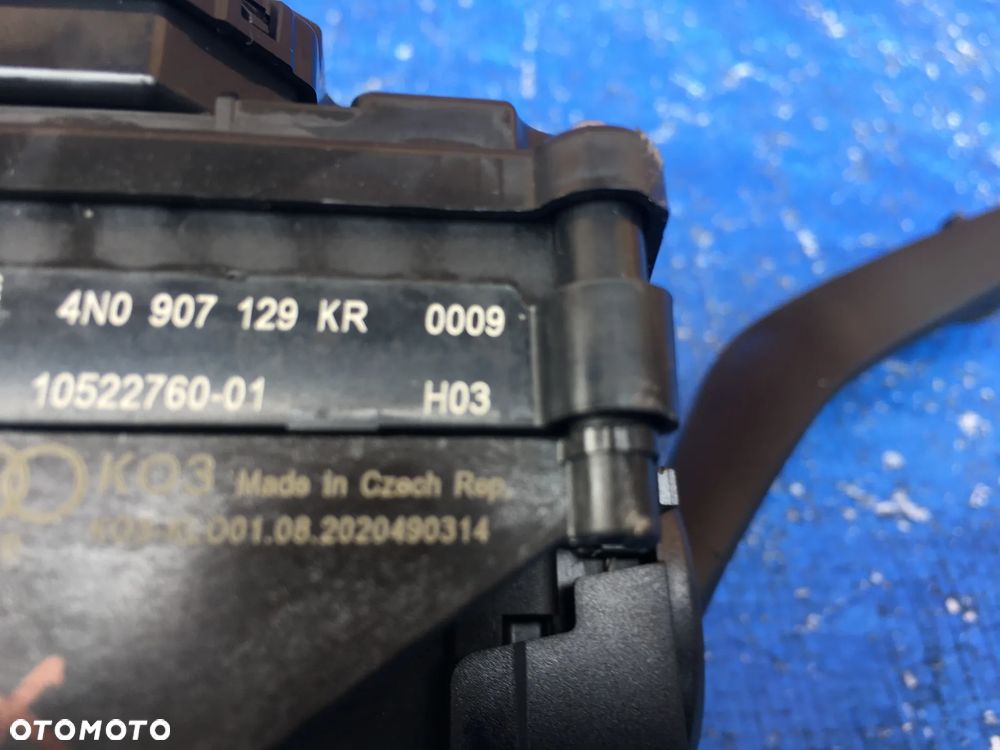 4N0 907 129 KR 0009
10522760-01 H03
KO3 Made in Czech Rep.
001.08.2020490314
OTOMOTO